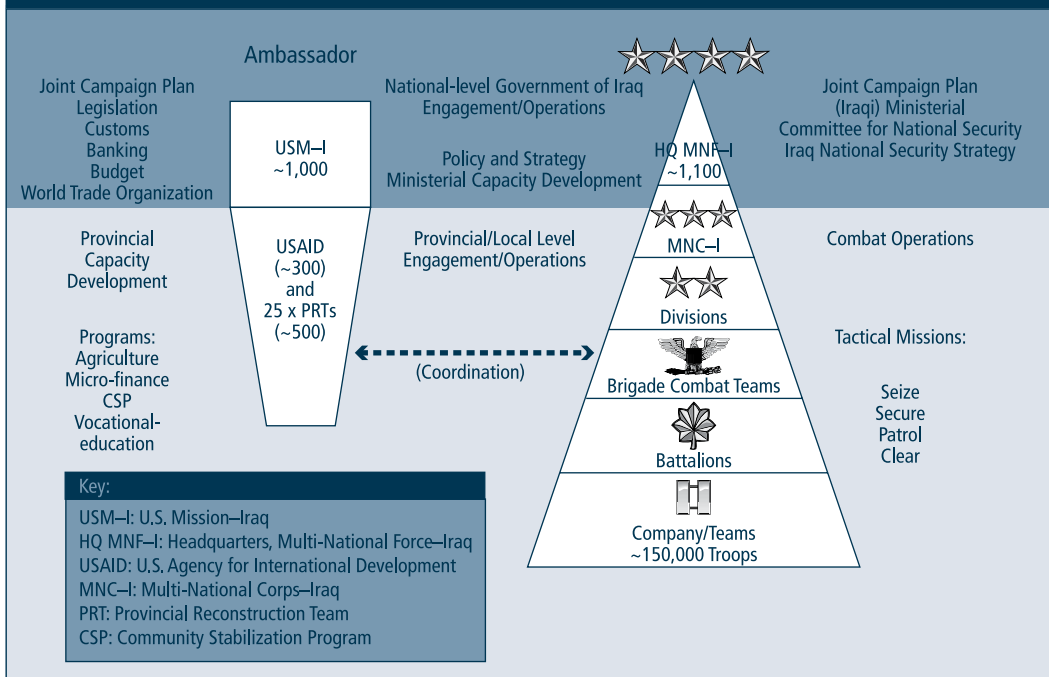 Ambassador
Joint Campaign Plan
Legislation
Customs
Banking
Budget
World Trade Organization
USM–I
~1,000
National-level Government of Iraq
Engagement/Operations
Policy and Strategy
Ministerial Capacity Development
HQ MNF–I
~1,100
Joint Campaign Plan
(Iraqi) Ministerial
Committee for National Security
Iraq National Security Strategy
Provincial
Capacity
Development
Programs:
Agriculture
Micro-finance
CSP
Vocational-
education
USAID
(~300)
and
25 x PRTs
(~500)
Provincial/Local Level
Engagement/Operations
(Coordination)
MNC–I
Divisions
Brigade Combat Teams
Battalions
Company/Teams
~150,000 Troops
Combat Operations
Tactical Missions:
Seize
Secure
Patrol
Clear
Key:
USM–I: U.S. Mission–Iraq
HQ MNF–I: Headquarters, Multi-National Force–Iraq
USAID: U.S. Agency for International Development
MNC–I: Multi-National Corps–Iraq
PRT: Provincial Reconstruction Team
CSP: Community Stabilization Program